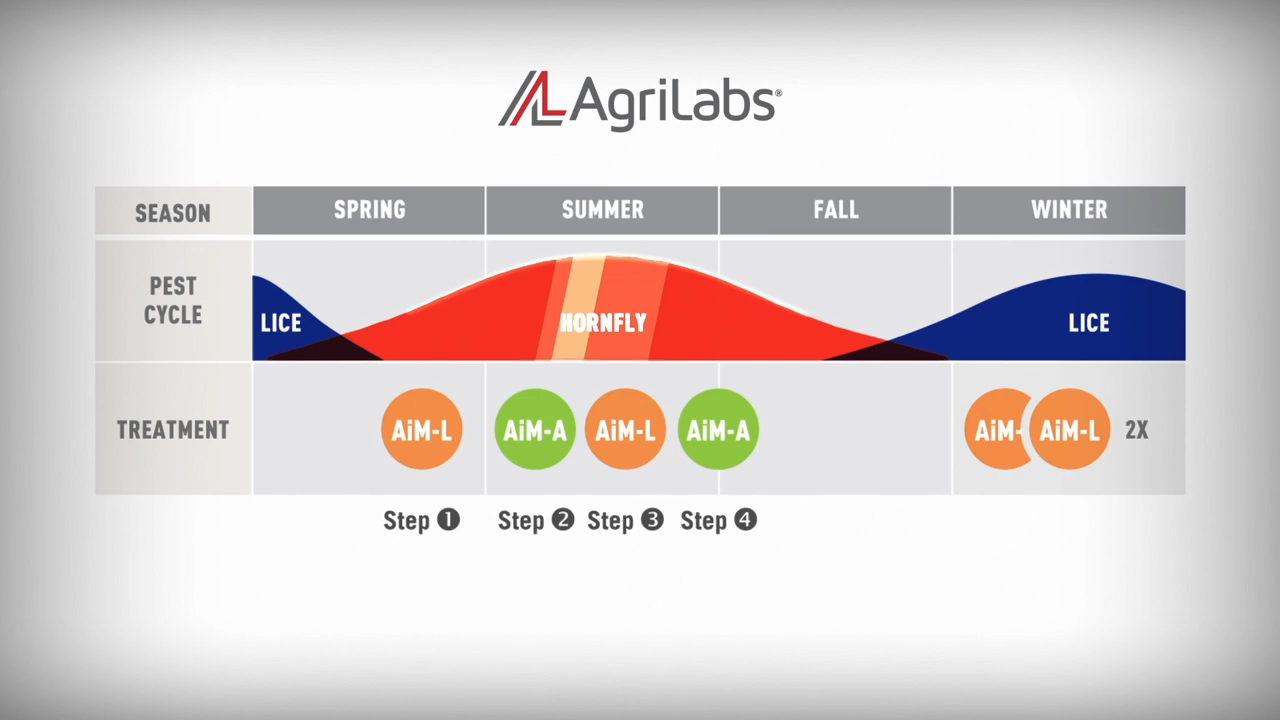 AgriLabs®
SEASON SPRING SUMMER FALL WINTER
PEST
CYCLE
LICE HORNFLY LICE
TREATMENT AiM-L AiM-A AiM-L AiM-A AiM- AiM-L 2X
Step ❶ Step ❷ Step ❸ Step ❹